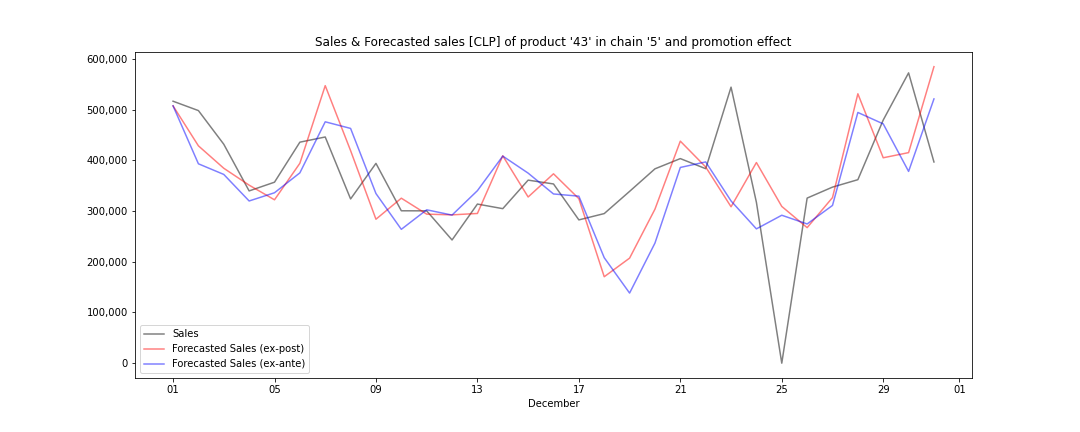 Sales & Forecasted sales [CLP] of product '43' in chain '5' and promotion effect
600,000
500,000
400,000
300,000
200,000
100,000
0
Sales
Forecasted Sales (ex-post)
Forecasted Sales (ex-ante)
01 05 09 13 17 21 25 29 01
December